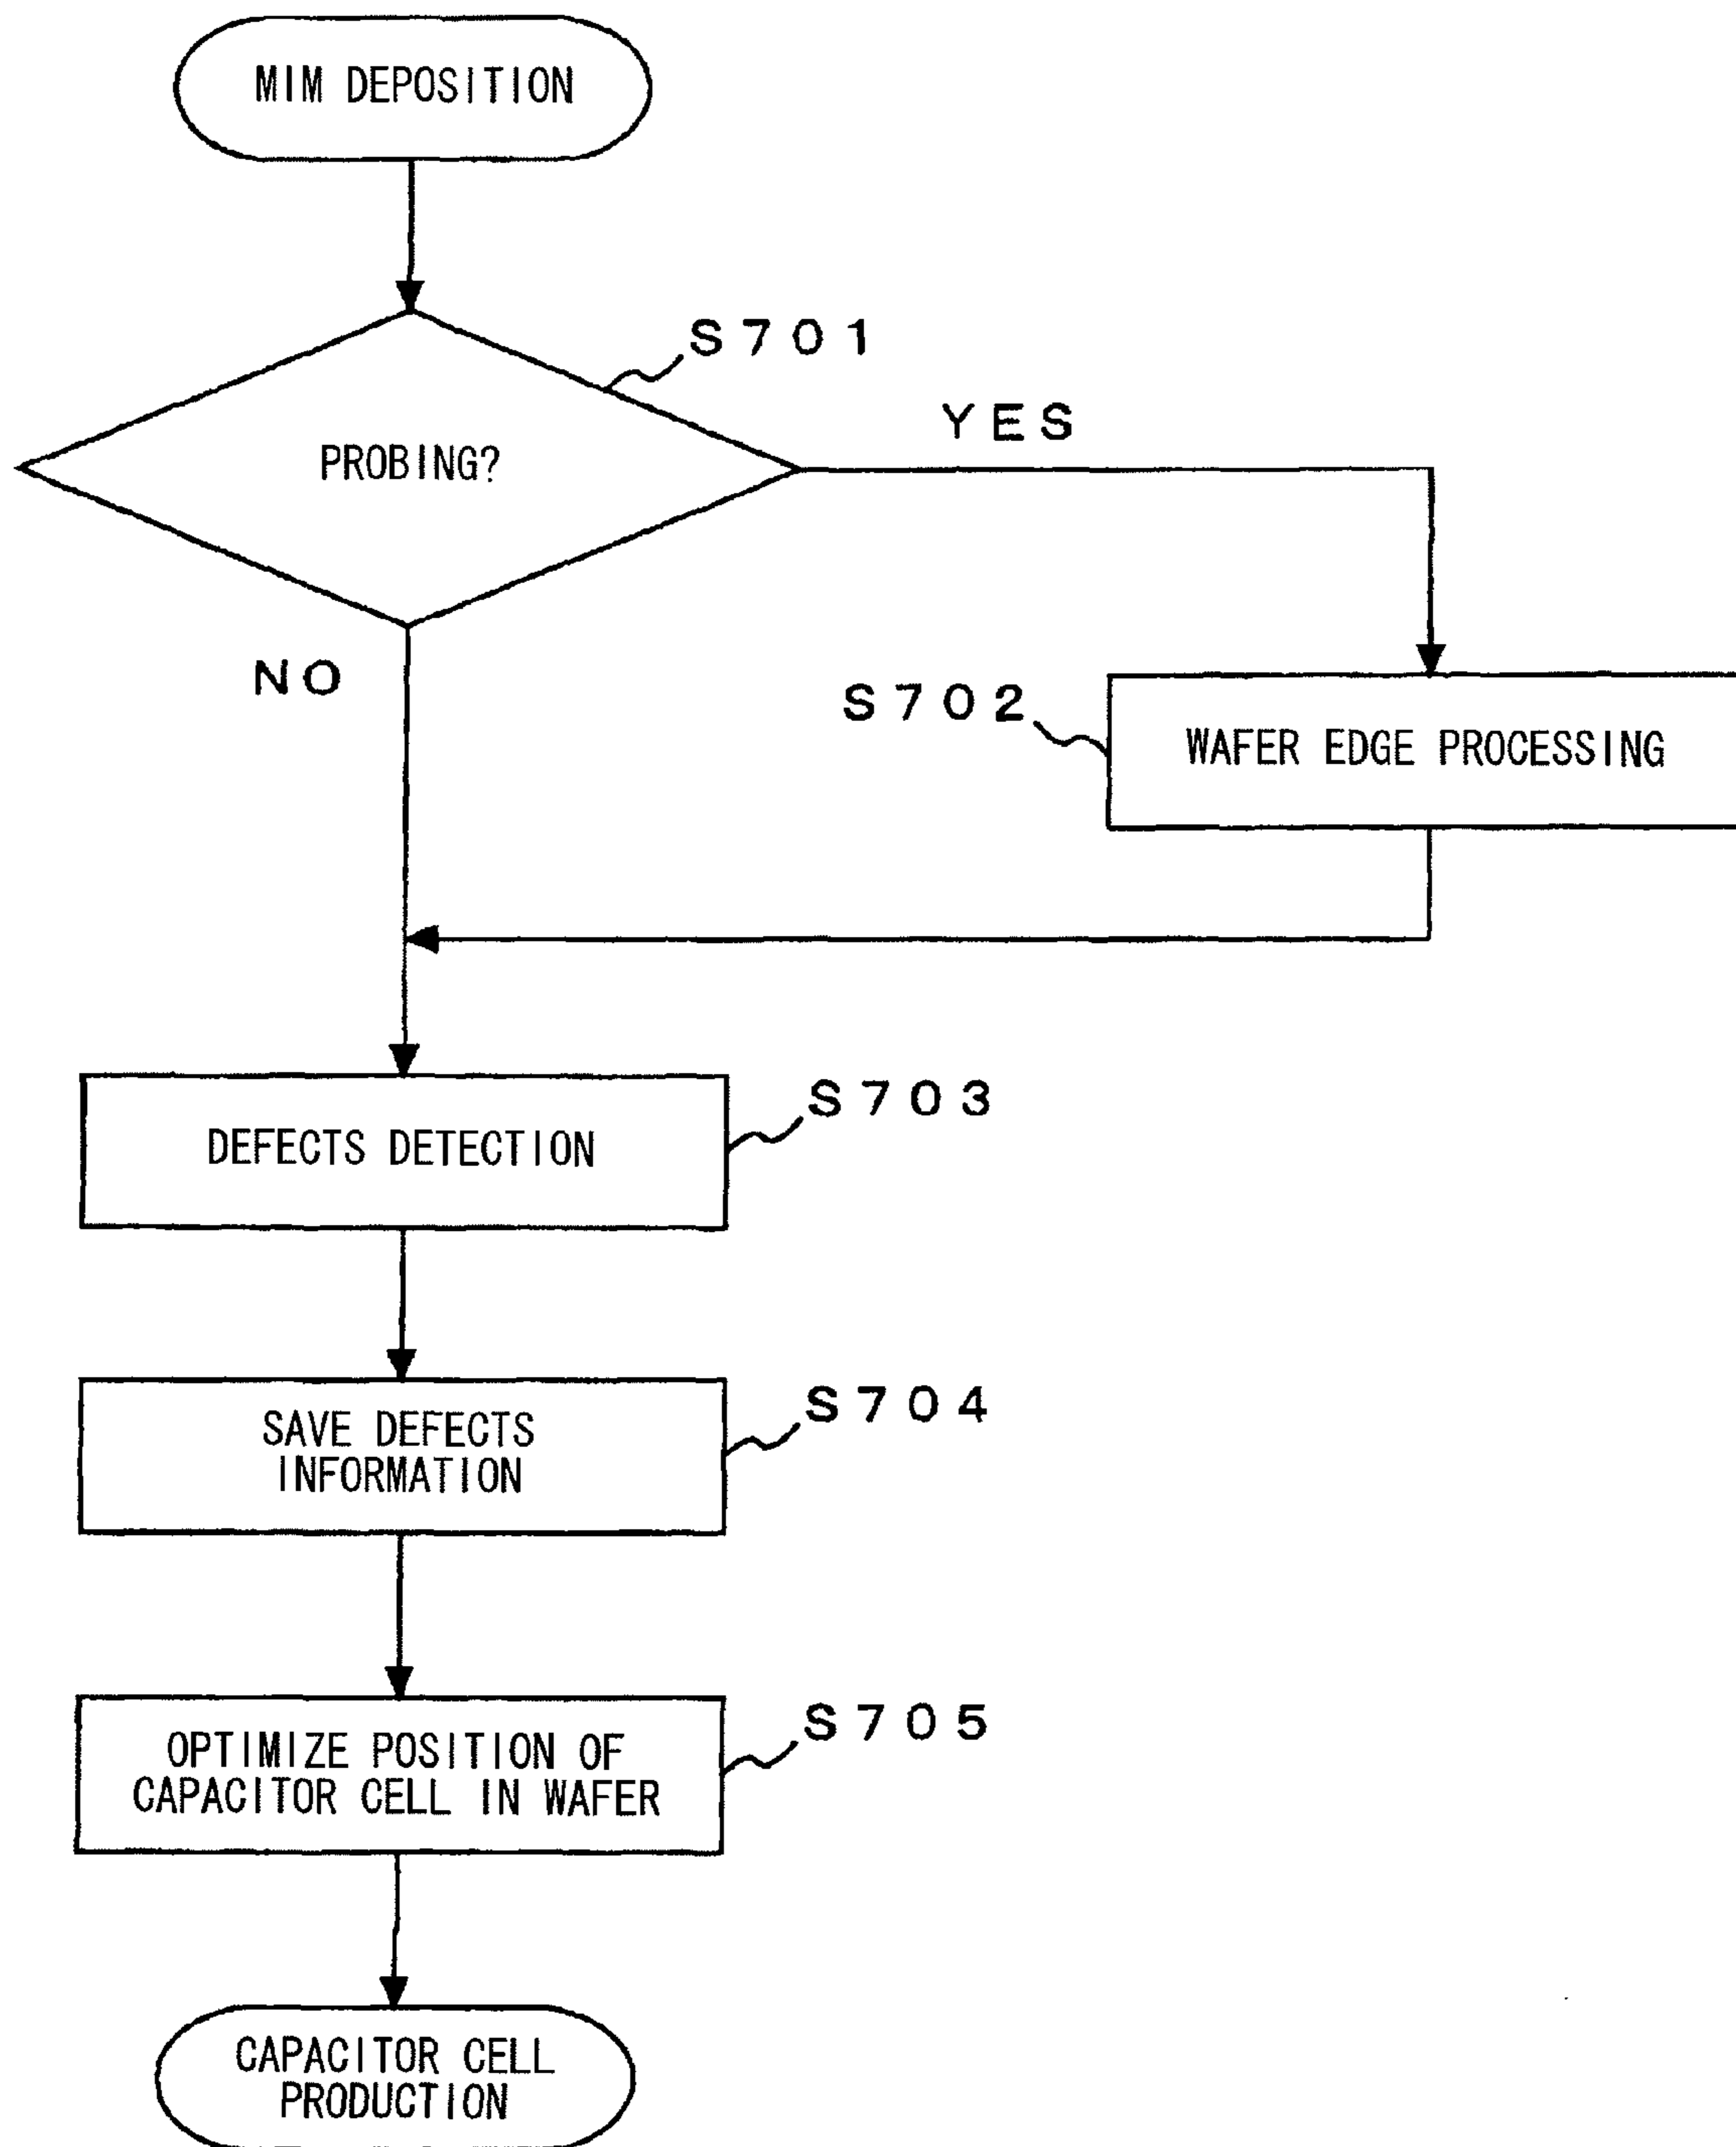 MIM DEPOSITION
S701
PROBING?
YES
NO
S702
WAFER EDGE PROCESSING
S703
DEFECTS DETECTION
S704
SAVE DEFECTS
INFORMATION
S705
OPTIMIZE POSITION OF
CAPACITOR CELL IN WAFER
CAPACITOR CELL
PRODUCTION